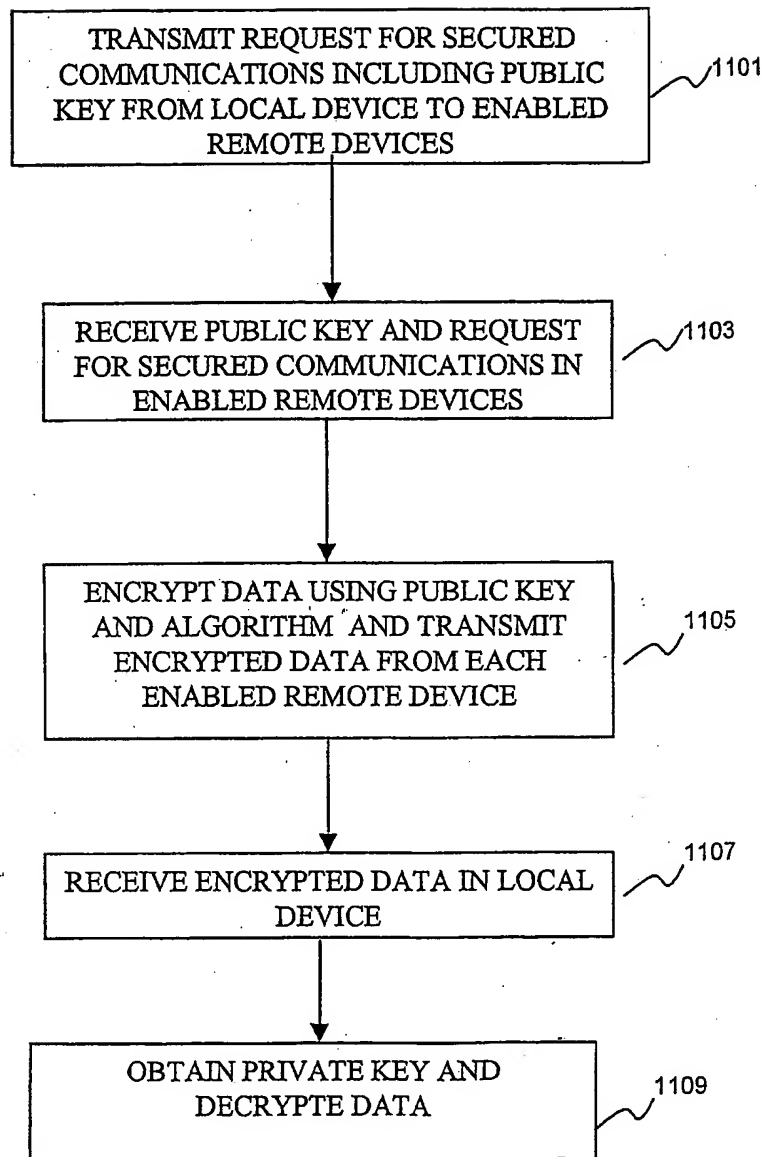 TRANSMIT REQUEST FOR SECURED
COMMUNICATIONS INCLUDING PUBLIC
KEY FROM LOCAL DEVICE TO ENABLED
REMOTE DEVICES
1101
RECEIVE PUBLIC KEY AND REQUEST
FOR SECURED COMMUNICATIONS IN
ENABLED REMOTE DEVICES
1103
ENCRYPT DATA USING PUBLIC KEY
AND ALGORITHM AND TRANSMIT
ENCRYPTED DATA FROM EACH
ENABLED REMOTE DEVICE
1105
RECEIVE ENCRYPTED DATA IN LOCAL
DEVICE
1107
OBTAIN PRIVATE KEY AND
DECRYPTE DATA
1109